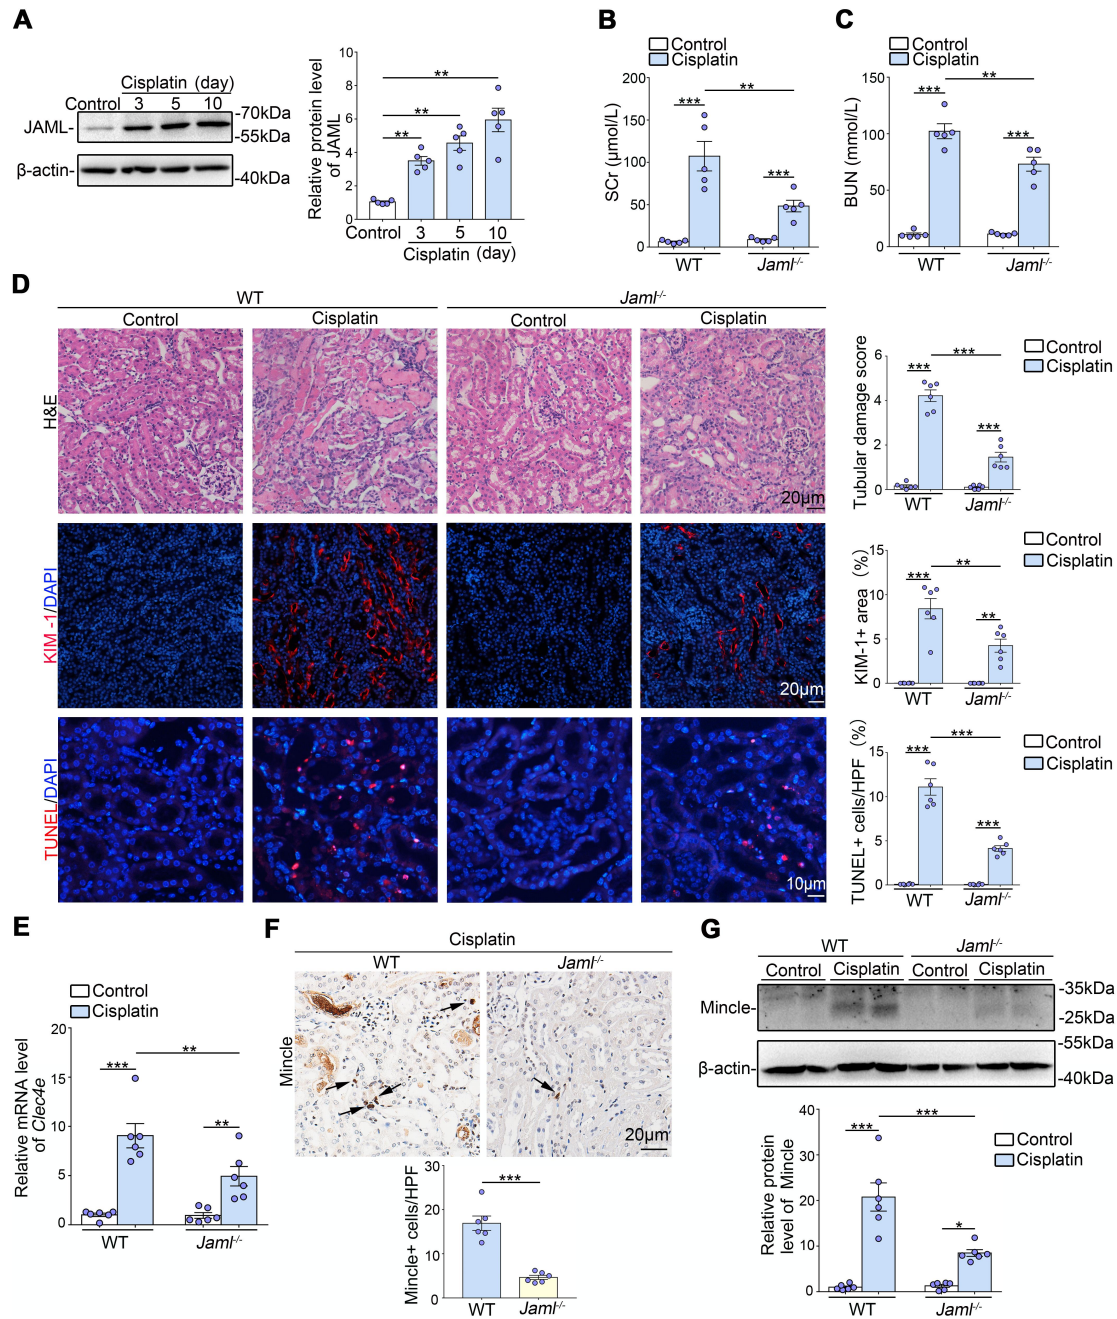 A
Cisplatin (day)
Control 3 5 10
JAML-
-70kDa
-55kDa
β-actin-
-40kDa
Relative protein level
of JAML
10
8
6
4
2
0
**
**
**
Control 3 5 10
Cisplatin (day)
B
Control
Cisplatin
SCr (μmol/L)
200
150
100
50
0
***
**
***
WT Jaml-/-
C
Control
Cisplatin
BUN (mmol/L)
150
100
50
0
***
**
***
WT Jaml-/-
D
WT Jaml-/-
Control Cisplatin Control Cisplatin
H&E
20μm
Tubular damage score
6
4
2
0
***
***
***
Control
Cisplatin
WT Jaml-/-
KIM -1/DAPI
20μm
KIM-1+ area (%)
15
10
5
0
***
**
**
Control
Cisplatin
WT Jaml-/-
TUNEL/DAPI
10μm
TUNEL+ cells/HPF (%)
15
10
5
0
***
***
***
Control
Cisplatin
WT Jaml-/-
E
Control
Cisplatin
Relative mRNA level
of Clec4e
20
15
10
5
0
***
**
**
WT Jaml-/-
F
Cisplatin
WT Jaml-/-
Mincle
20μm
Mincle+ cells/HPF
30
20
10
0
***
WT Jaml-/-
G
WT Jaml-/-
Control Cisplatin Control Cisplatin
Mincle-
-35kDa
-25kDa
β-actin-
-55kDa
-40kDa
Relative protein
level of Mincle
40
30
20
10
0
***
***
*
Control
Cisplatin
WT Jaml-/-